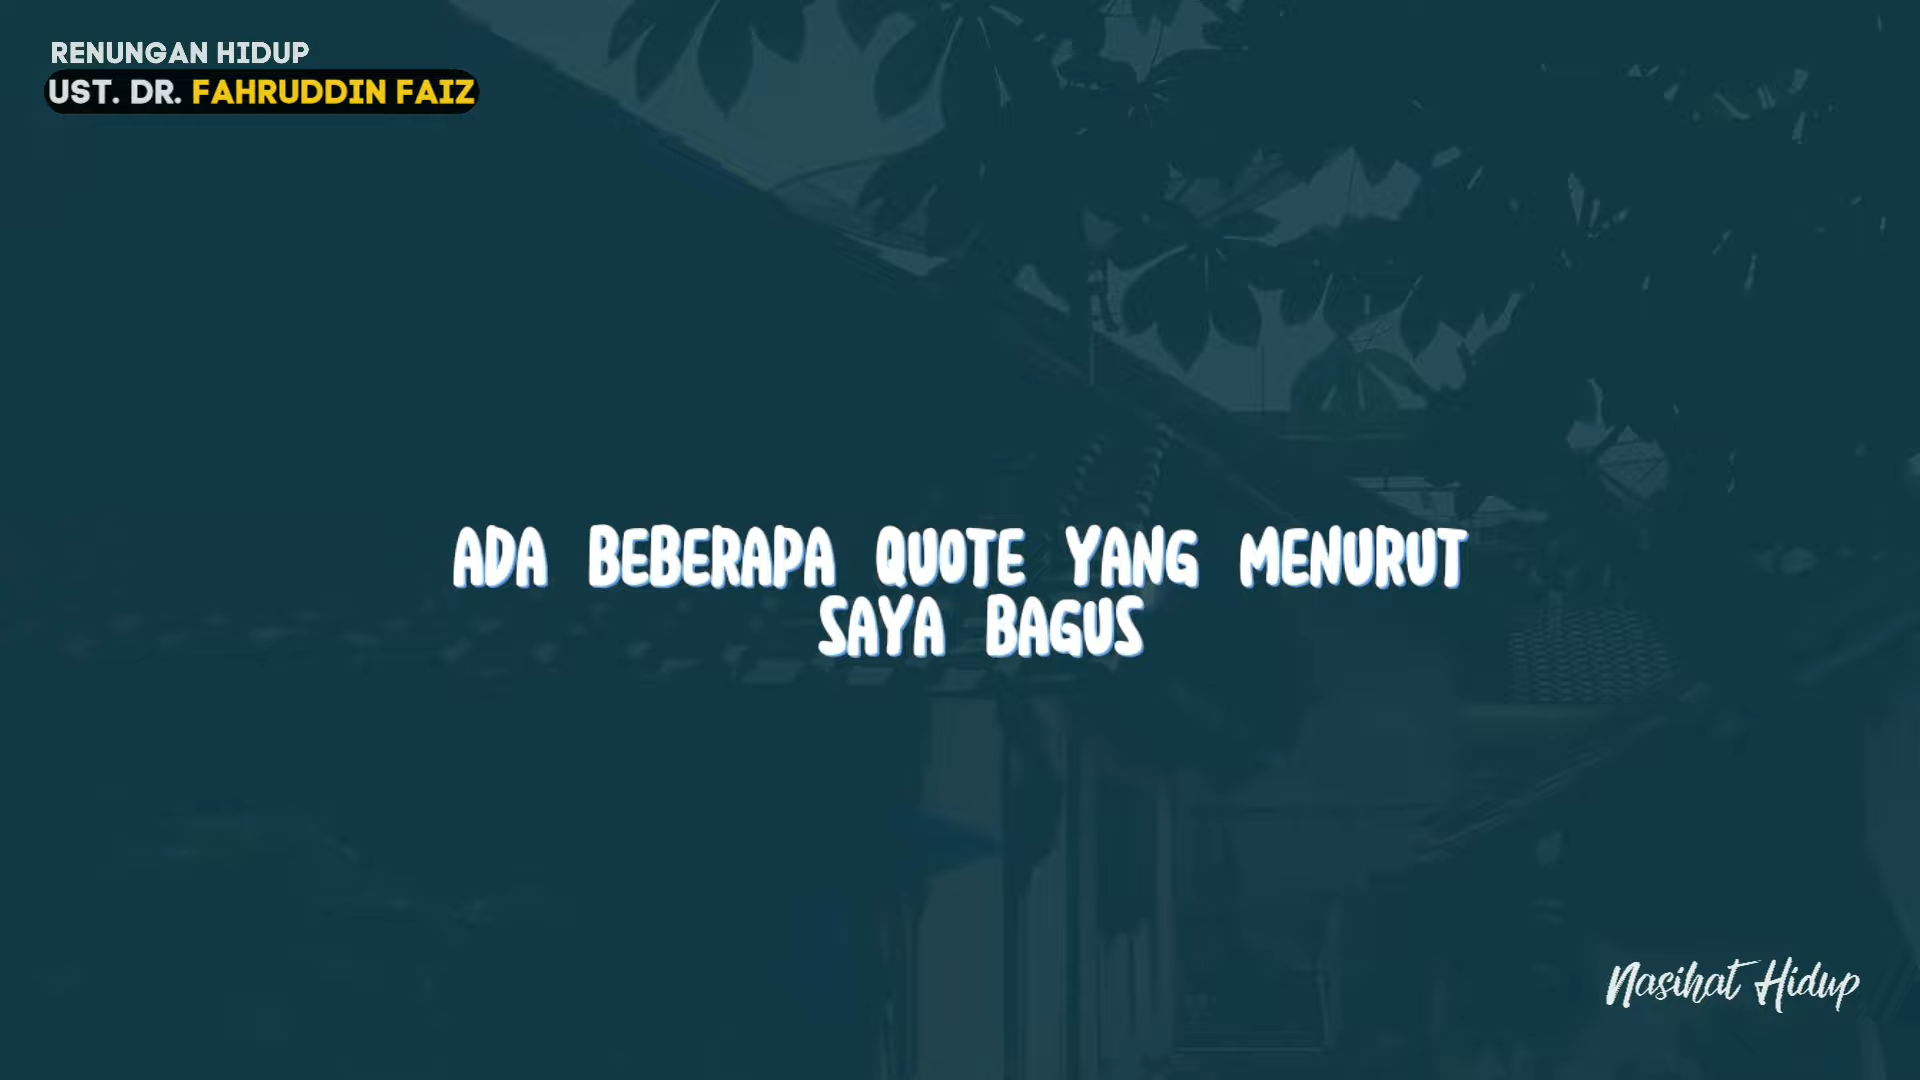 RENUNGAN HIDUP
UST. DR. FAHRUDDIN FAIZ
ADA BEBERAPA QUOTE YANG MENURUT
SAYA BAGUS
Nasihat Hidup